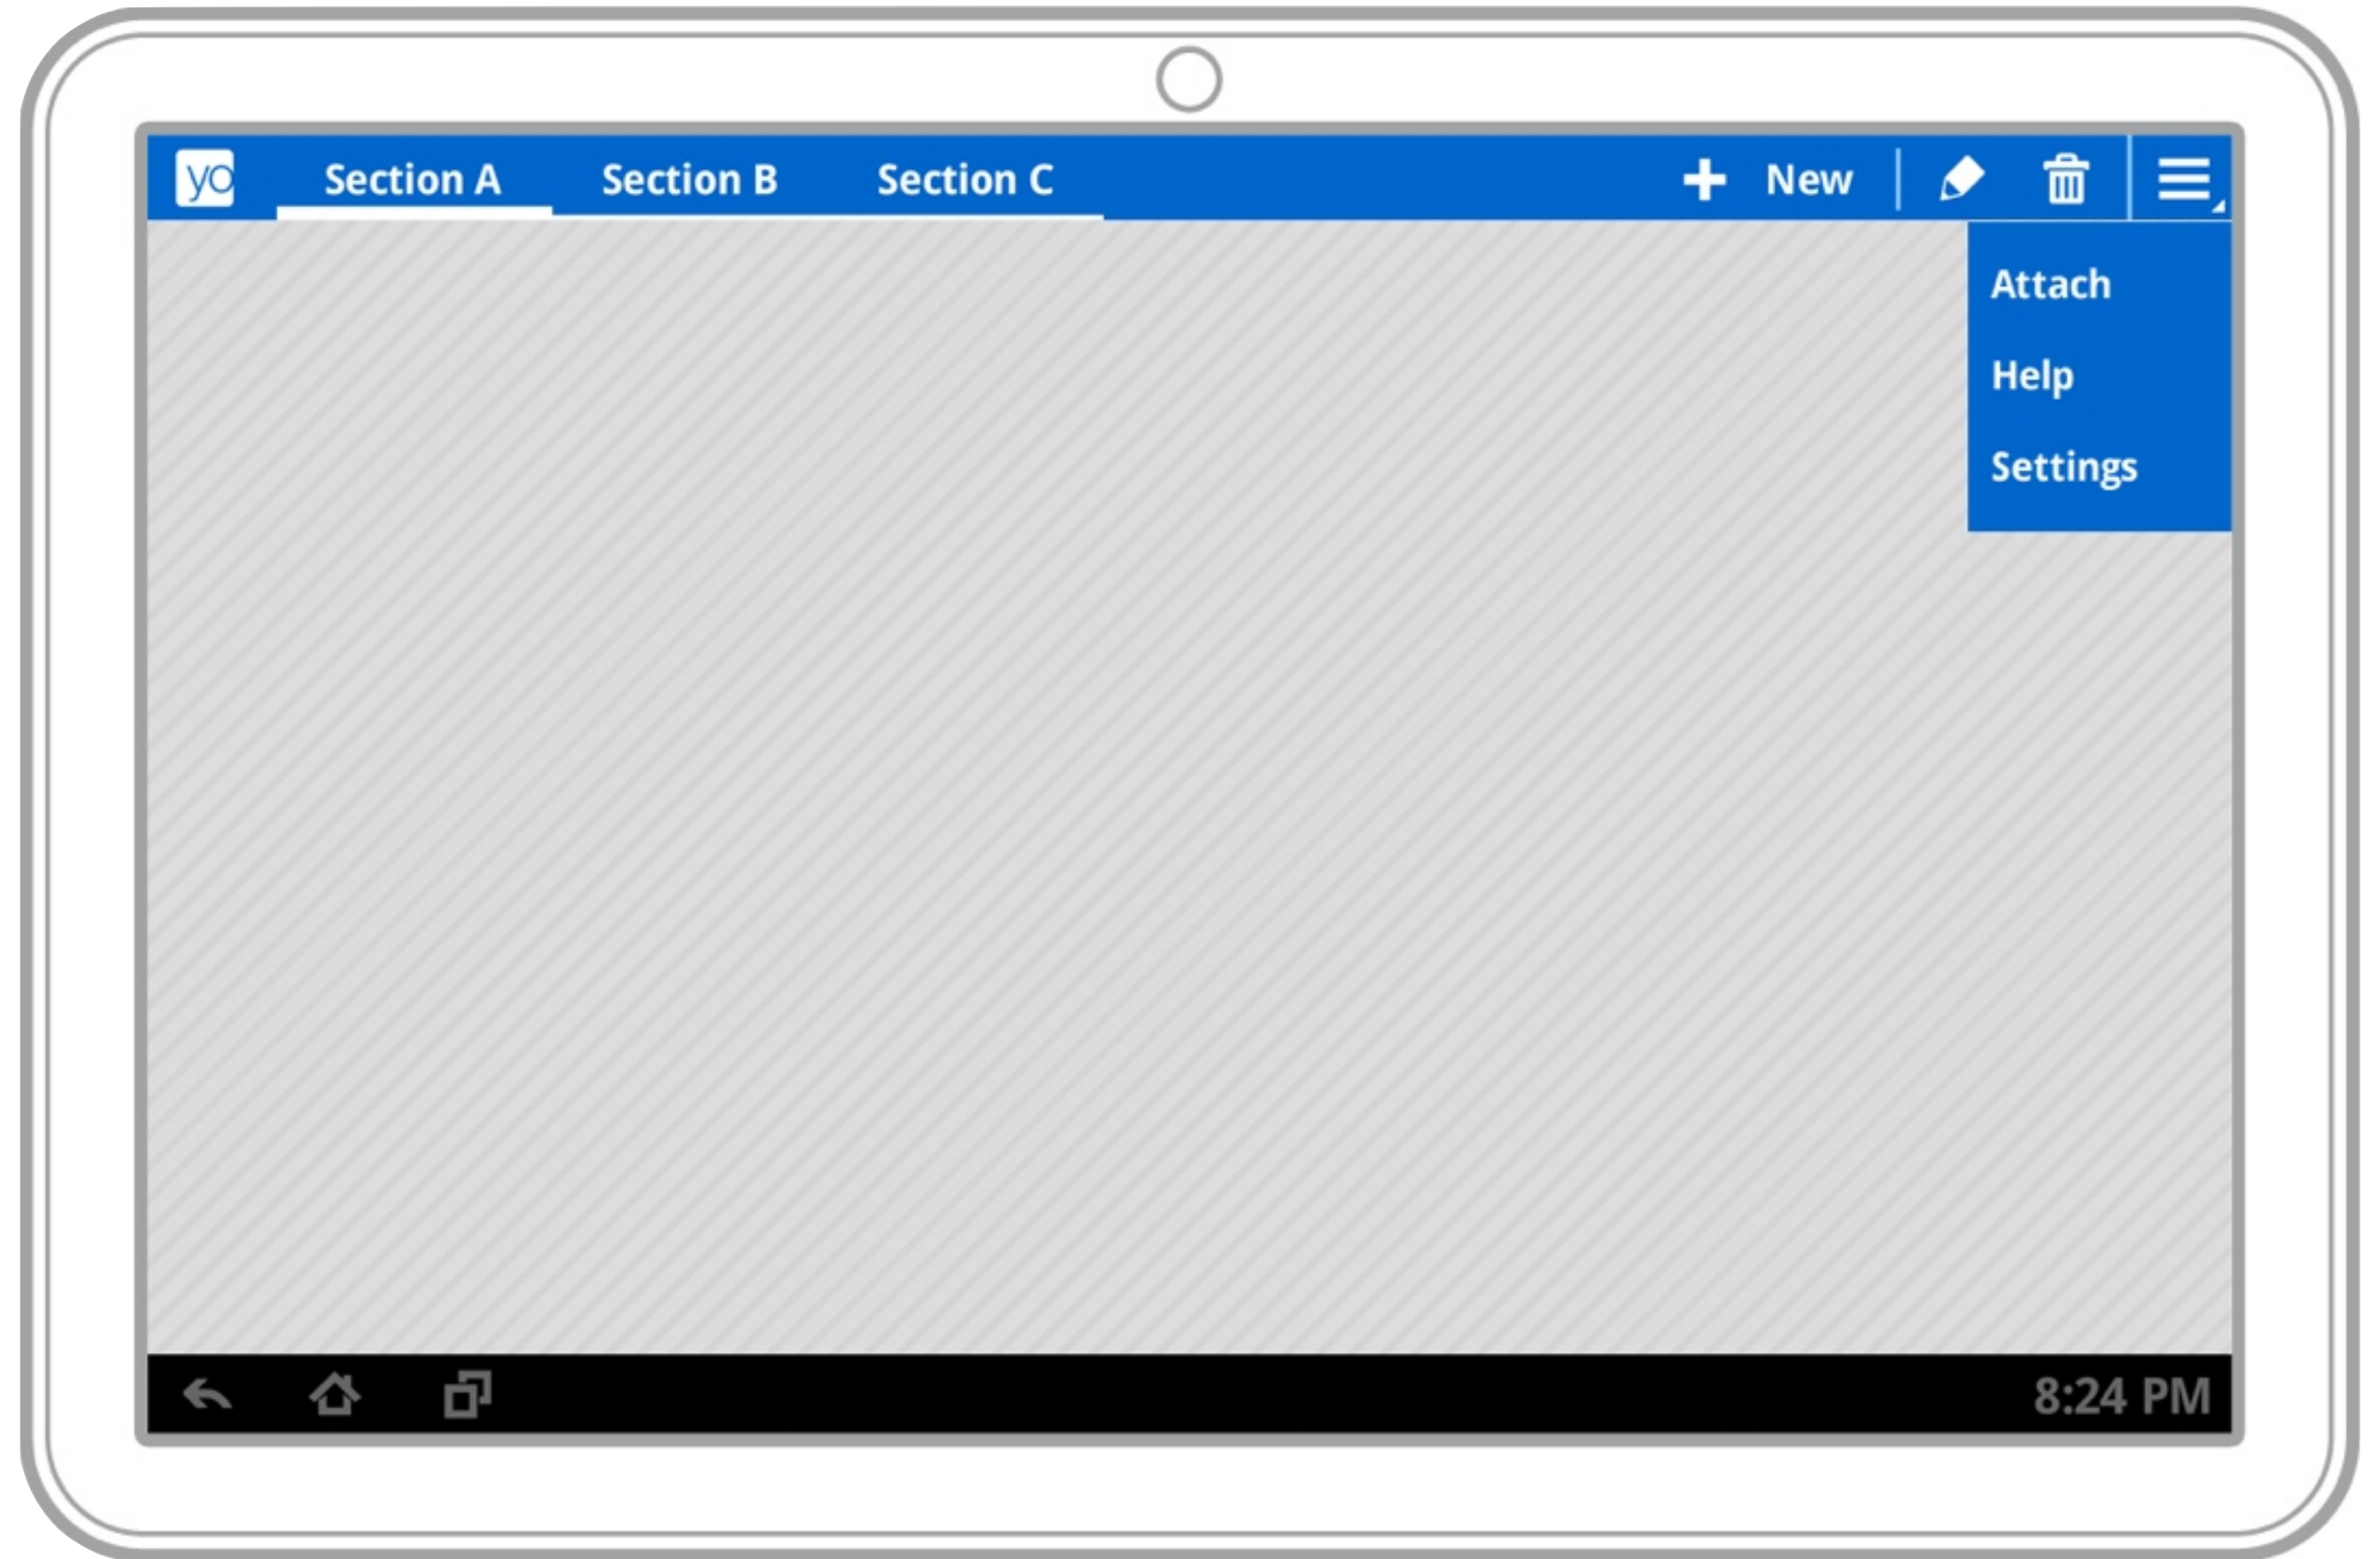 yo Section A Section B Section C New
Attach
Help
Settings
8:24 PM